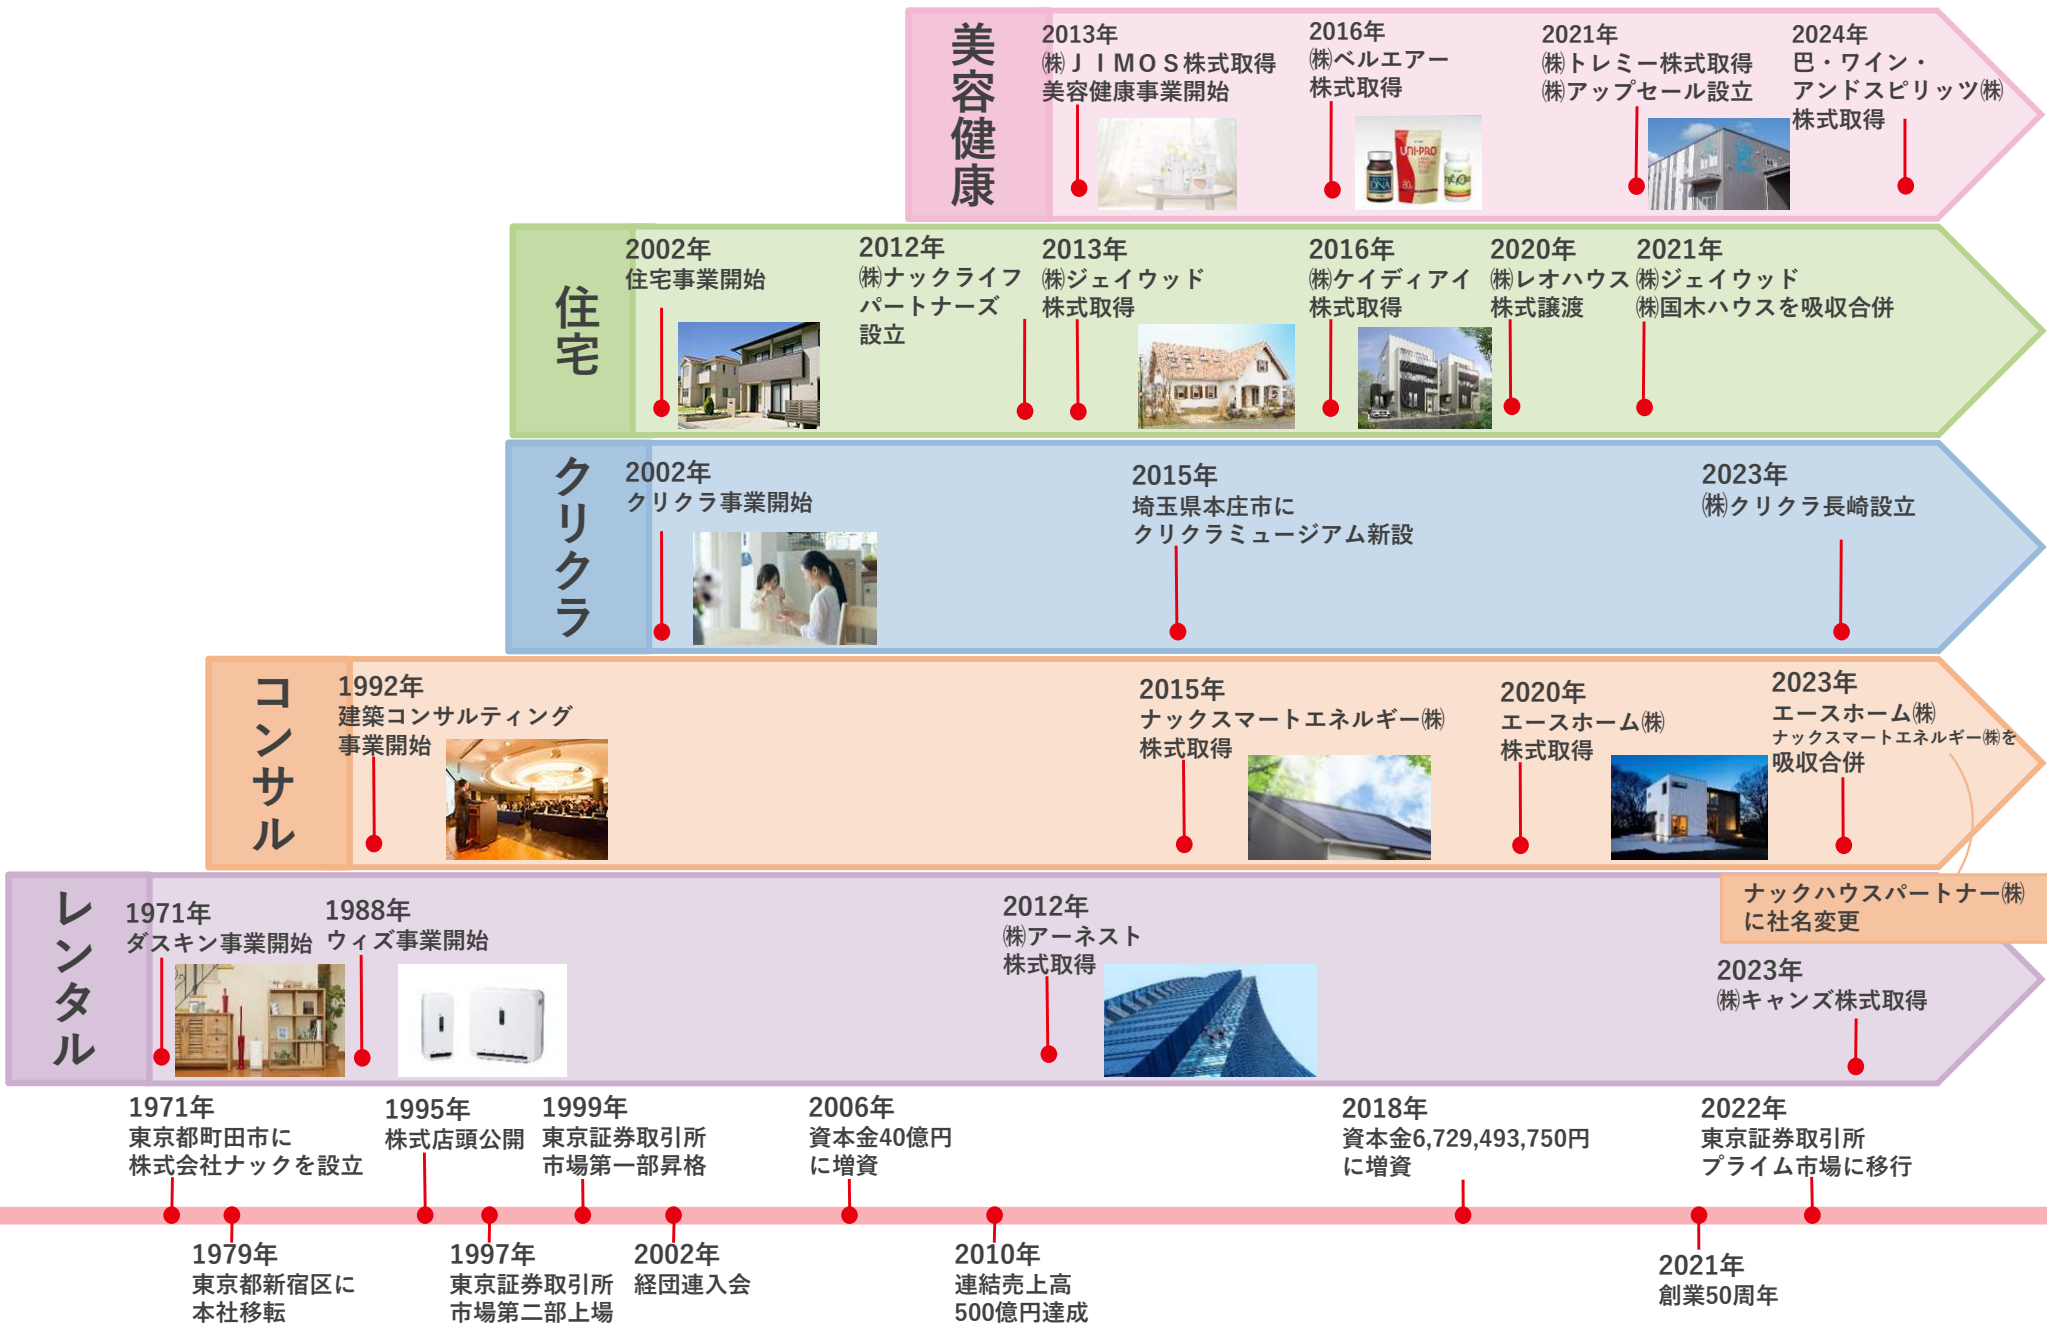 美容健康
2013年
㈱ＪＩＭＯＳ株式取得
美容健康事業開始
2016年
㈱ベルエアー
株式取得
UNI-PRO
DNA
2021年
㈱トレミー株式取得
㈱アップセール設立
2024年
巴・ワイン・
アンドスピリッツ㈱
株式取得
住宅
2002年
住宅事業開始
2012年
㈱ナックライフ
パートナーズ
設立
2013年
㈱ジェイウッド
株式取得
2016年
㈱ケイディアイ
株式取得
2020年
㈱レオハウス
株式譲渡
2021年
㈱ジェイウッド
㈱国木ハウスを吸収合併
クリクラ
2002年
クリクラ事業開始
2015年
埼玉県本庄市に
クリクラミュージアム新設
2023年
㈱クリクラ長崎設立
コンサル
1992年
建築コンサルティング
事業開始
2015年
ナックスマートエネルギー㈱
株式取得
2020年
エースホーム㈱
株式取得
2023年
エースホーム㈱
ナックスマートエネルギー㈱を
吸収合併
ナックハウスパートナー㈱
に社名変更
レンタル
1971年
ダスキン事業開始
1988年
ウィズ事業開始
2012年
㈱アーネスト
株式取得
2023年
㈱キャンズ株式取得
1971年
東京都町田市に
株式会社ナックを設立
1979年
東京都新宿区に
本社移転
1995年
株式店頭公開
1997年
東京証券取引所
市場第二部上場
1999年
東京証券取引所
市場第一部昇格
2002年
経団連入会
2006年
資本金40億円
に増資
2010年
連結売上高
500億円達成
2018年
資本金6,729,493,750円
に増資
2021年
創業50周年
2022年
東京証券取引所
プライム市場に移行